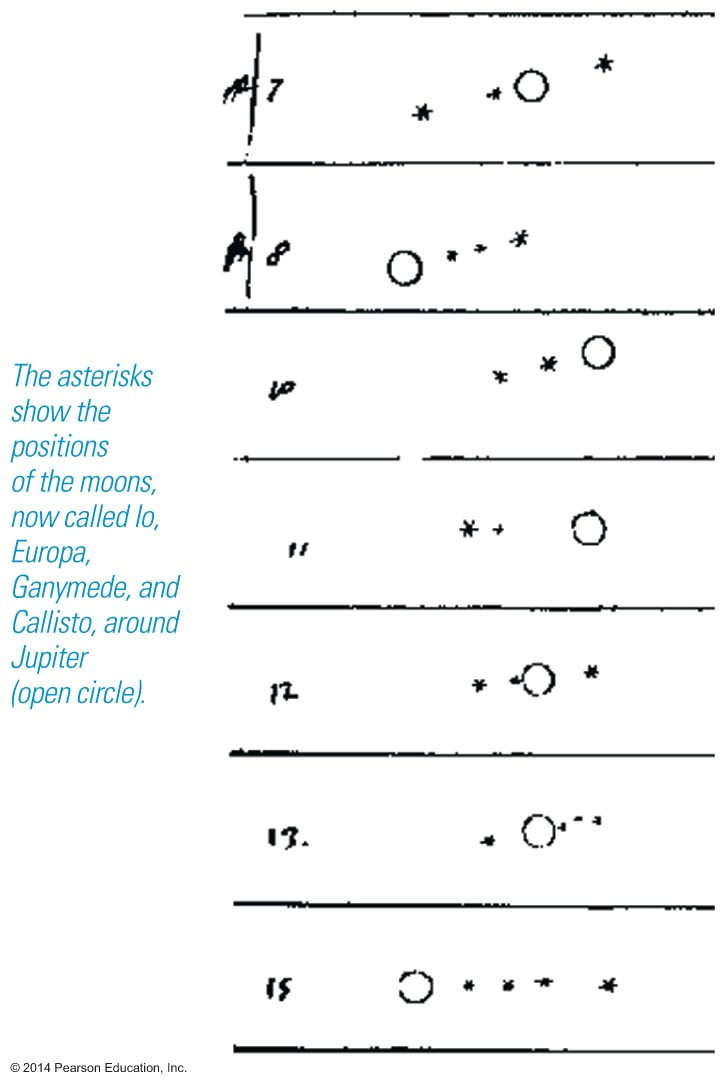 7
8
The asterisks
show the
positions
of the moons,
now called Io,
Europa,
Ganymede, and
Callisto, around
Jupiter
(open circle).
10
11
12
13.
15
© 2014 Pearson Education, Inc.